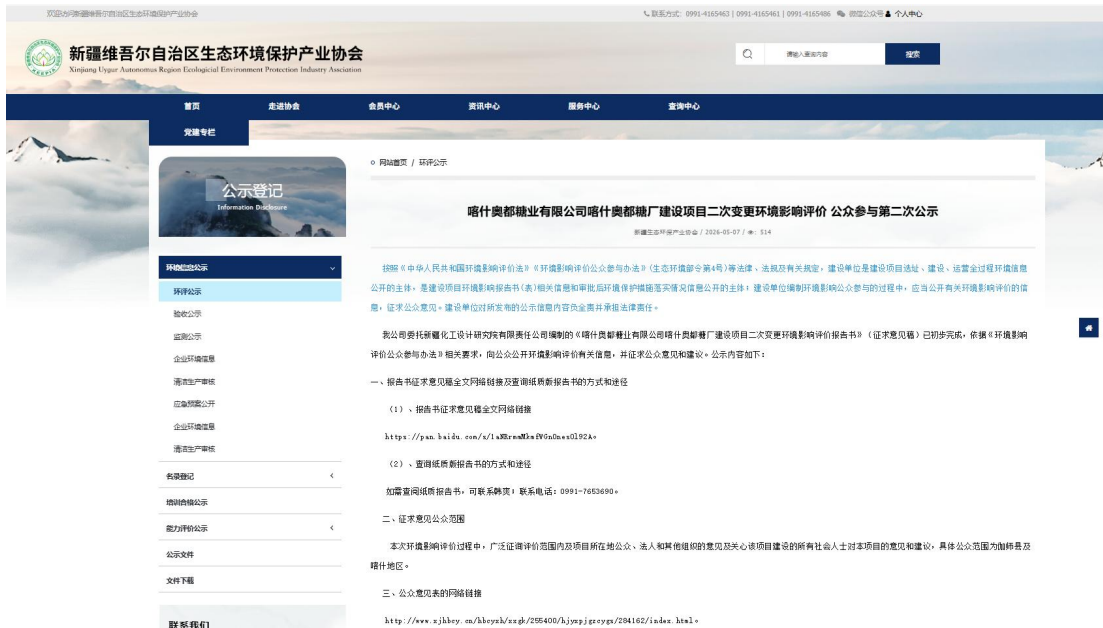 欢迎访问新疆维吾尔自治区生态环境保护产业协会
联系方式: 0991-4165463 | 0991-4165461 | 0991-4165486 微信公众号 个人中心
新疆维吾尔自治区生态环境保护产业协会
Xinjiang Uygur Autonomus Region Ecologicial Environment Protection Industry Assciation
请输入查询内容 搜索
首页 走进协会 会员中心 资讯中心 服务中心 查询中心
党建专栏
公示登记
Information Disclosure
环境信息公示
环评公示
验收公示
监测公示
企业环境信息
清洁生产审核
应急预案公开
企业环境信息
清洁生产审核
名录登记
培训合格公示
能力评价公示
公示文件
文件下载
联系我们
网站首页 / 环评公示
喀什奥都糖业有限公司喀什奥都糖厂建设项目二次变更环境影响评价 公众参与第二次公示
新疆生态环保产业协会 / 2026-05-07 / 514
按照《中华人民共和国环境影响评价法》《环境影响评价公众参与办法》(生态环境部令第4号)等法律、法规及有关规定,建设单位是建设项目选址、建设、运营全过程环境信息
公开的主体,是建设项目环境影响报告书(表)相关信息和审批后环境保护措施落实情况信息公开的主体;建设单位编制环境影响公众参与的过程中,应当公开有关环境影响评价的信
息,征求公众意见。建设单位对所发布的公示信息内容负全责并承担法律责任。
我公司委托新疆化工设计研究院有限责任公司编制的《喀什奥都糖业有限公司喀什奥都糖厂建设项目二次变更环境影响评价报告书》(征求意见稿)已初步完成,依据《环境影响
评价公众参与办法》相关要求,向公众公开环境影响评价有关信息,并征求公众意见和建议。公示内容如下:
一、报告书征求意见稿全文网络链接及查询纸质版报告书的方式和途径
(1)、报告书征求意见稿全文网络链接
(2)、查询纸质版报告书的方式和途径
如需查阅纸质报告书,可联系韩爽;联系电话:0991-7653690。
二、征求意见公众范围
本次环境影响评价过程中,广泛征询评价范围内及项目所在地公众、法人和其他组织的意见及关心该项目建设的所有社会人士对本项目的意见和建议,具体公众范围为伽师县及
喀什地区。
三、公众意见表的网络链接
http://www.xjhbcy.cn/hbcyxh/xxgk/255400/hjyxpjgzcygs/284162/index.html。